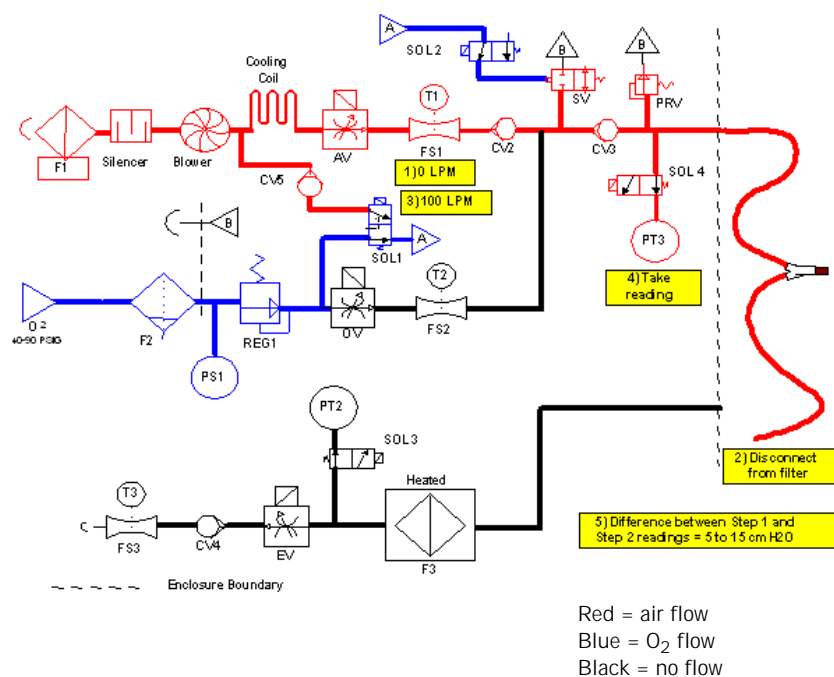 A
SOL2
B
B
Cooling
Coil
T1
SV
PRV
F1
Silencer
Blower
AV
FS1
CV2
CV3
CV5
1)0 LPM
3)100 LPM
SOL 4
B
A
SOL1
PT3
T2
4)Take
reading
O 2
40-90 PSIG
F2
REG1
OV
FS2
PS1
PT2
SOL3
2) Disconnect
from filter
T3
Heated
FS3
CV4
EV
F3
5) Difference between Step 1 and
Step 2 readings = 5 to 15 cm H2O
Enclosure Boundary
Red = air flow
Blue = O2 flow
Black = no flow